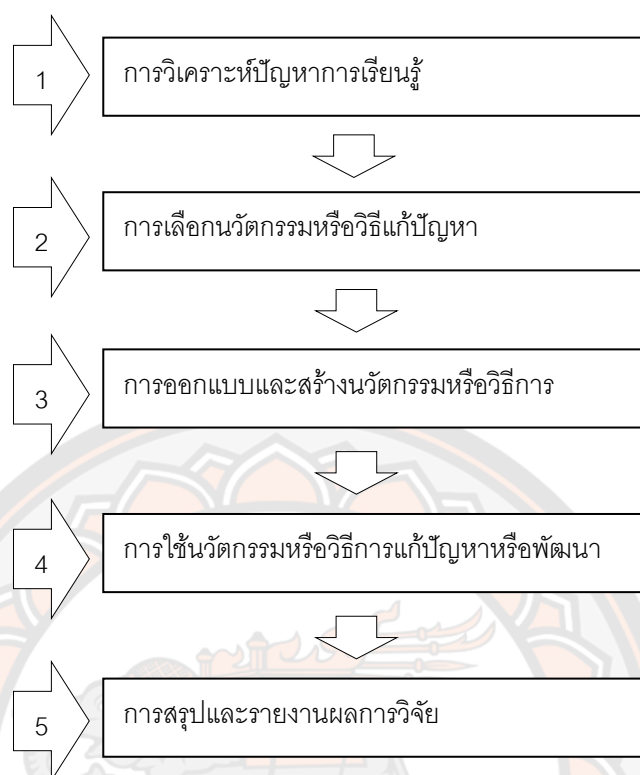 1 การวิเคราะห์ปัญหาการเรียนรู้
2 การเลือกนวัตกรรมหรือวิธีแก้ปัญหา
3 การออกแบบและสร้างนวัตกรรมหรือวิธีการ
4 การใช้นวัตกรรมหรือวิธีการแก้ปัญหาหรือพัฒนา
5 การสรุปและรายงานผลการวิจัย